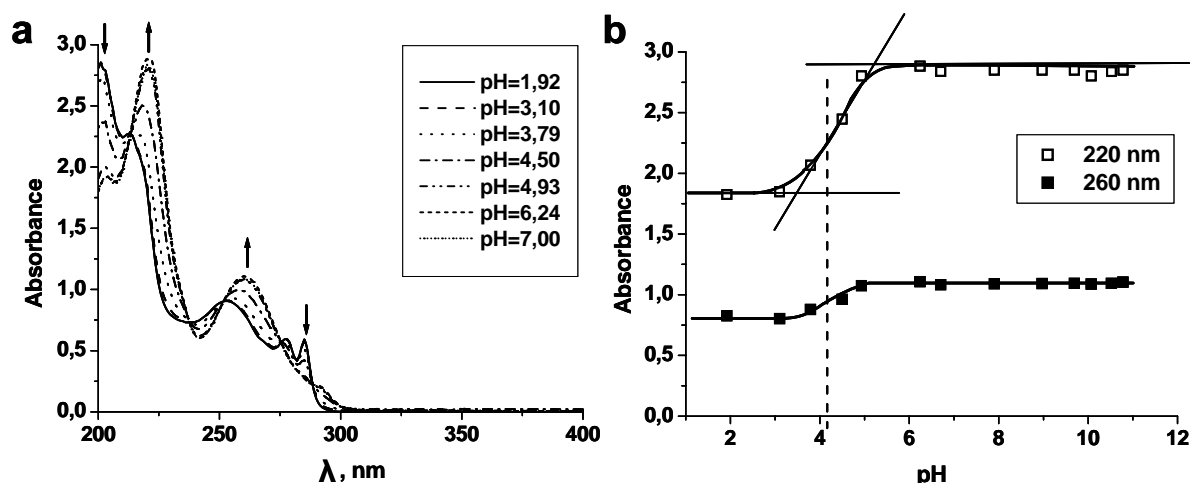 a
3,0
2,5
2,0
1,5
1,0
0,5
0,0
Absorbance
200
250
300
350
400
λ, nm
pH=1,92
pH=3,10
pH=3,79
pH=4,50
pH=4,93
pH=6,24
pH=7,00
b
3,0
2,5
2,0
1,5
1,0
0,5
0,0
Absorbance
2
4
6
8
10
12
pH
220 nm
260 nm